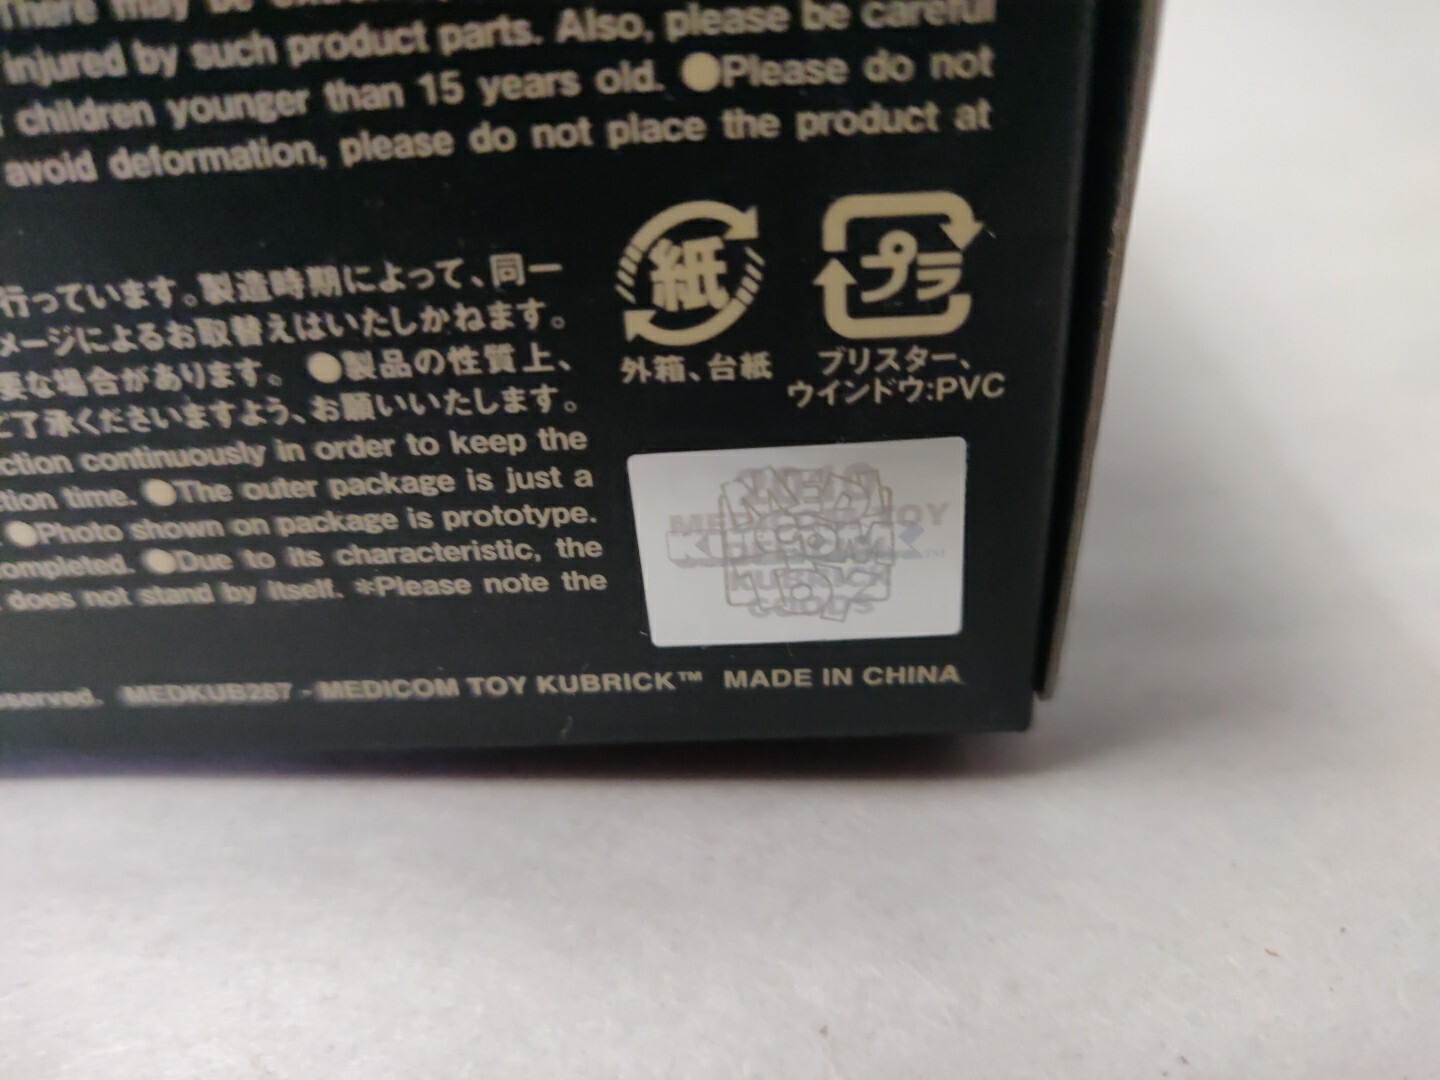 There may be
injured by such product parts. Also, please be careful
children younger than 15 years old. ●Please do not
avoid deformation, please do not place the product at
紙
プラ
外箱、台紙
ブリスター、
ウインドウ:PVC
行っています。製造時期によって、同一
メージによるお取替えはいたしかねます。
要な場合があります。 ●製品の性質上、
ご了承くださいますよう、お願いいたします。
ction continuously in order to keep the
tion time. ●The outer package is just a
●Photo shown on package is prototype.
ompleted. ●Due to its characteristic, the
does not stand by itself. *Please note the
MEDICOM TOY
KUBRICK
served. MEDKUB287 - MEDICOM TOY KUBRICK™ MADE IN CHINA